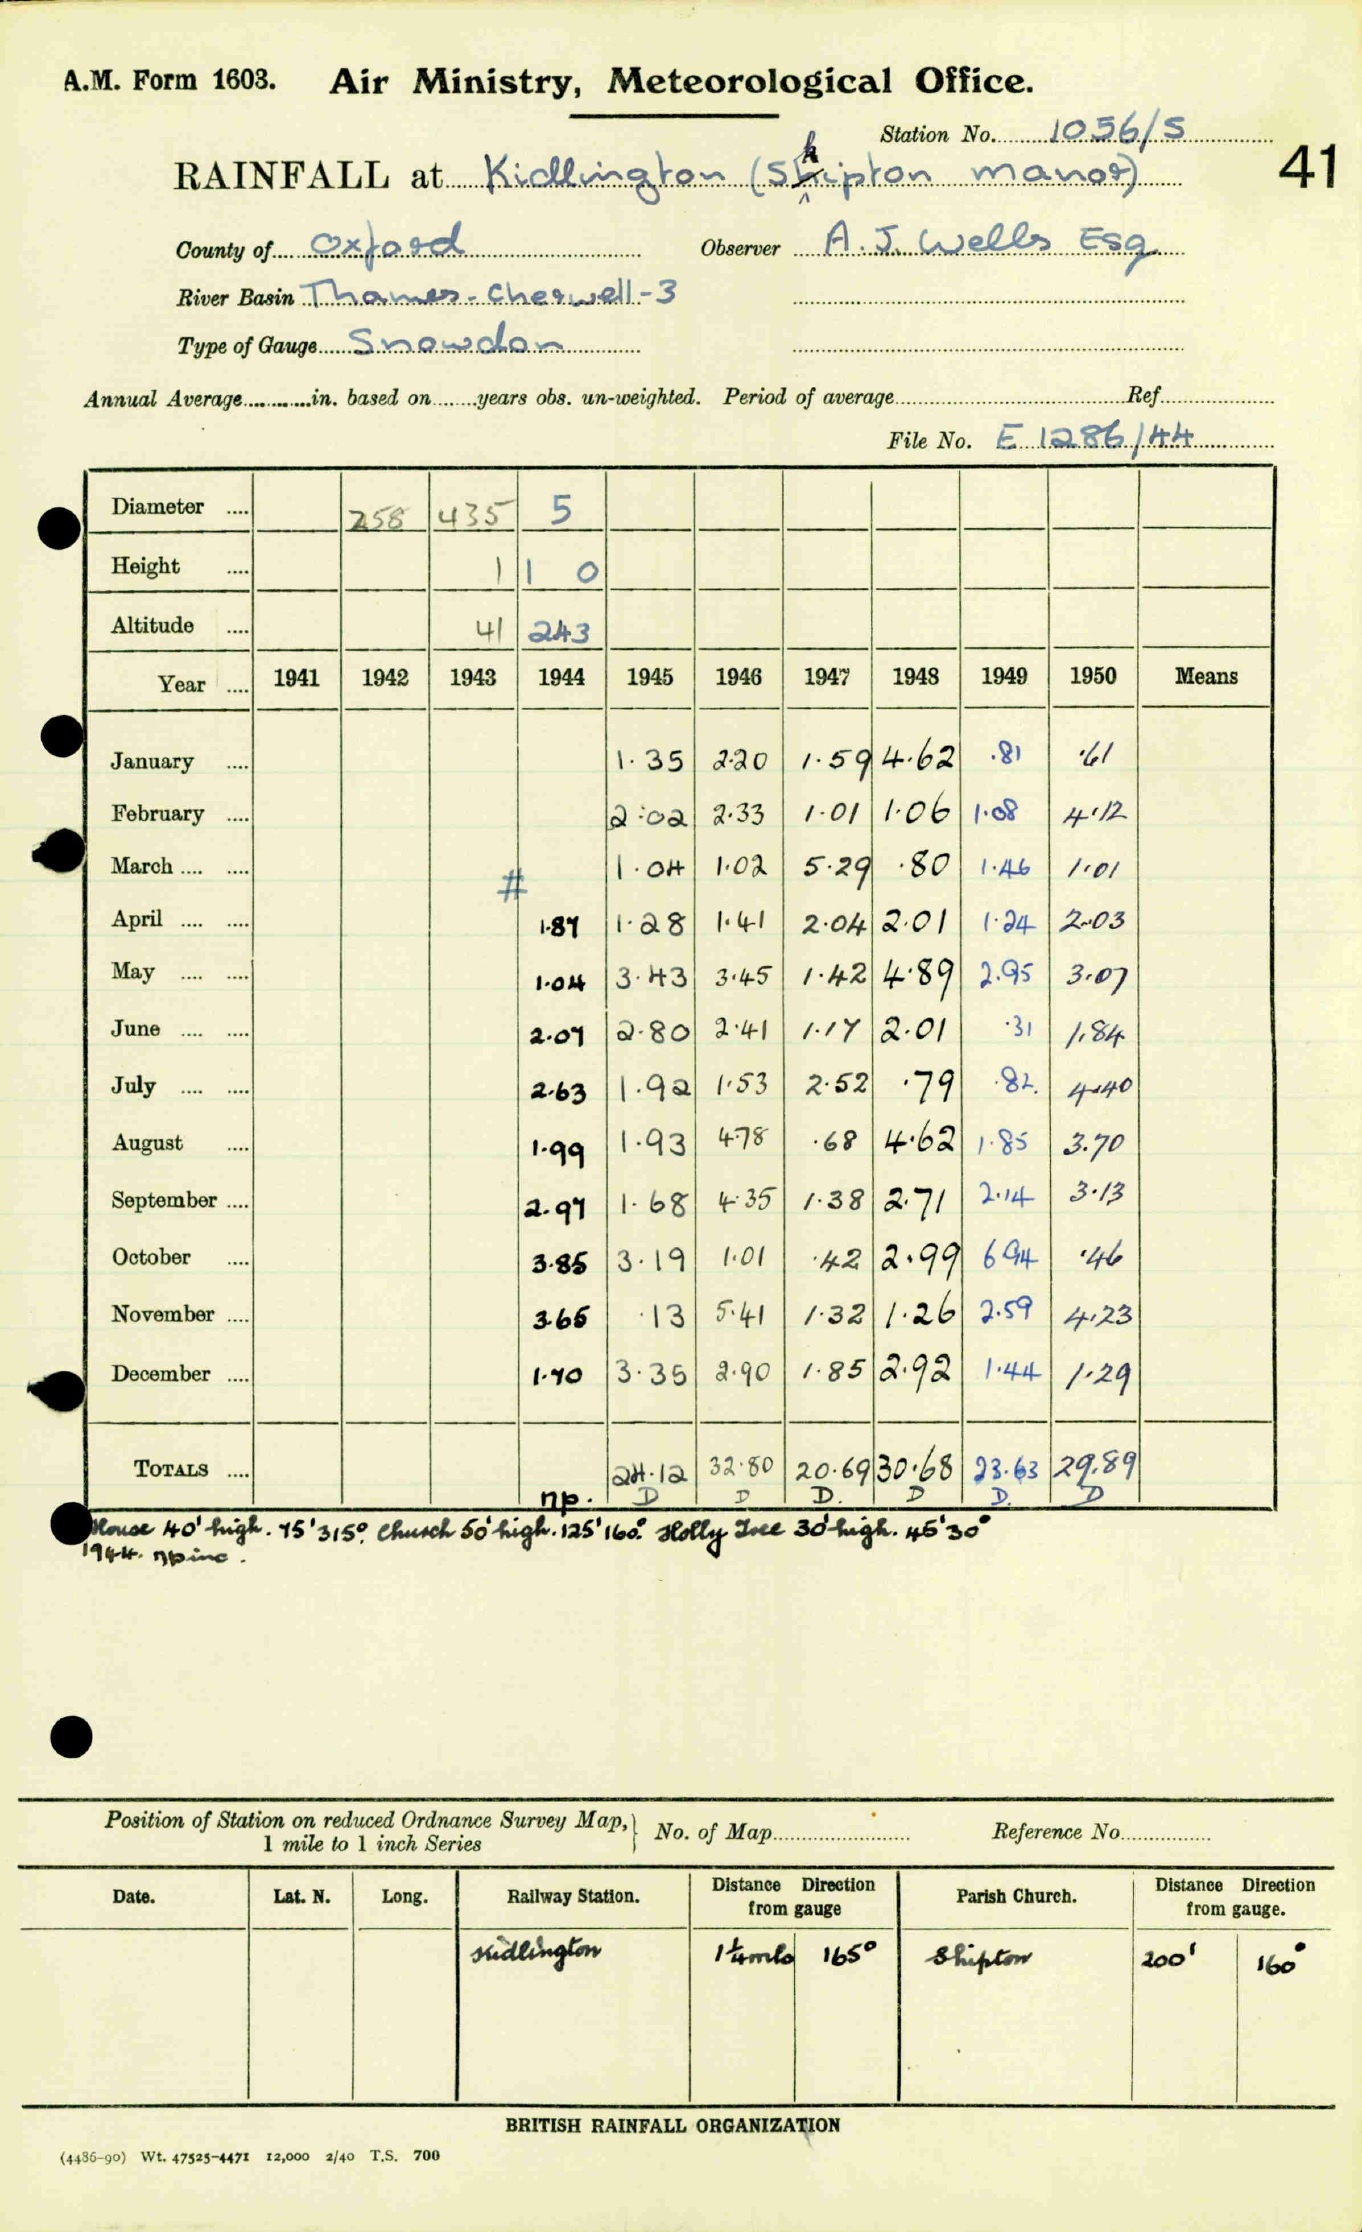 A.M. Form 1603. Air Ministry, Meteorological Office.
Station No. 1056/5
41
RAINFALL at Kidlington (Shipton Manor)
County of Oxford Observer A. J. Wells Esq
River Basin Thames - Cherwell - 3
Type of Gauge Snowdon
Annual Average in. based on years obs. un-weighted. Period of average Ref
File No. E 1286/44
Diameter 258 435 5
Height 1 1 0
Altitude 41 243
Year 1941 1942 1943 1944 1945 1946 1947 1948 1949 1950 Means
January 1.35 2.20 1.59 4.62 .81 .61
February 2.02 2.33 1.01 1.06 1.08 4.12
March 1.04 1.02 5.29 .80 1.46 1.01
#
April 1.87 1.28 1.41 2.04 2.01 1.24 2.03
May 1.04 3.43 3.45 1.42 4.89 2.95 3.07
June 2.07 2.80 2.41 1.17 2.01 .31 1.84
July 2.63 1.92 1.53 2.52 .79 .82 4.40
August 1.99 1.93 4.78 .68 4.62 1.85 3.70
September 2.97 1.68 4.35 1.38 2.71 2.14 3.13
October 3.85 3.19 1.01 .42 2.99 6.94 .46
November 3.65 .13 5.41 1.32 1.26 2.59 4.23
December 1.70 3.35 2.90 1.85 2.92 1.44 1.29
TOTALS 24.12 32.80 20.69 30.68 23.63 29.89
np. D D D. D D. D
House 40' high. 75' 315°. Church 50' high. 125' 160°. Holly Tree 30' high. 45' 30°
1944. np inc.
Position of Station on reduced Ordnance Survey Map, 1 mile to 1 inch Series No. of Map Reference No.
Date. Lat. N. Long. Railway Station. Distance Direction from gauge Parish Church. Distance Direction from gauge.
Kidlington 1¼ mls 165° Shipton 200' 160°
BRITISH RAINFALL ORGANIZATION
(4486-90) Wt. 47525-4471 12,000 2/40 T.S. 700